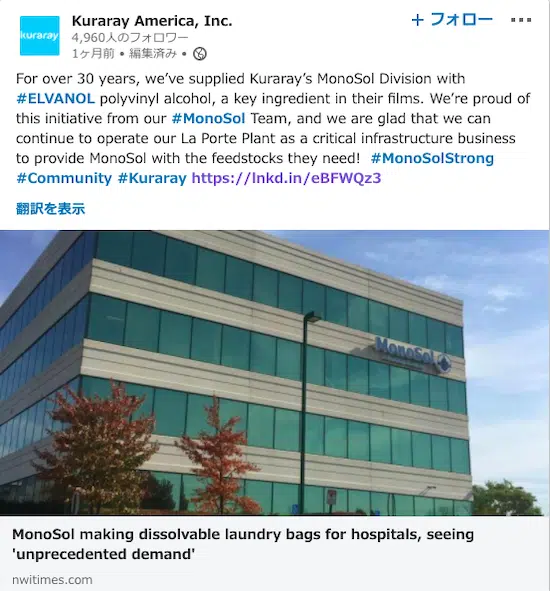 kuraray
Kuraray America, Inc.
+ フォロー
4,960人のフォロワー
1ヶ月前 • 編集済み •
For over 30 years, we’ve supplied Kuraray’s MonoSol Division with
#ELVANOL polyvinyl alcohol, a key ingredient in their films. We’re proud of
this initiative from our #MonoSol Team, and we are glad that we can
continue to operate our La Porte Plant as a critical infrastructure business
to provide MonoSol with the feedstocks they need! #MonoSolStrong
#Community #Kuraray https://lnkd.in/eBFWQz3
翻訳を表示
MonoSol
MonoSol making dissolvable laundry bags for hospitals, seeing
'unprecedented demand'
nwitimes.com